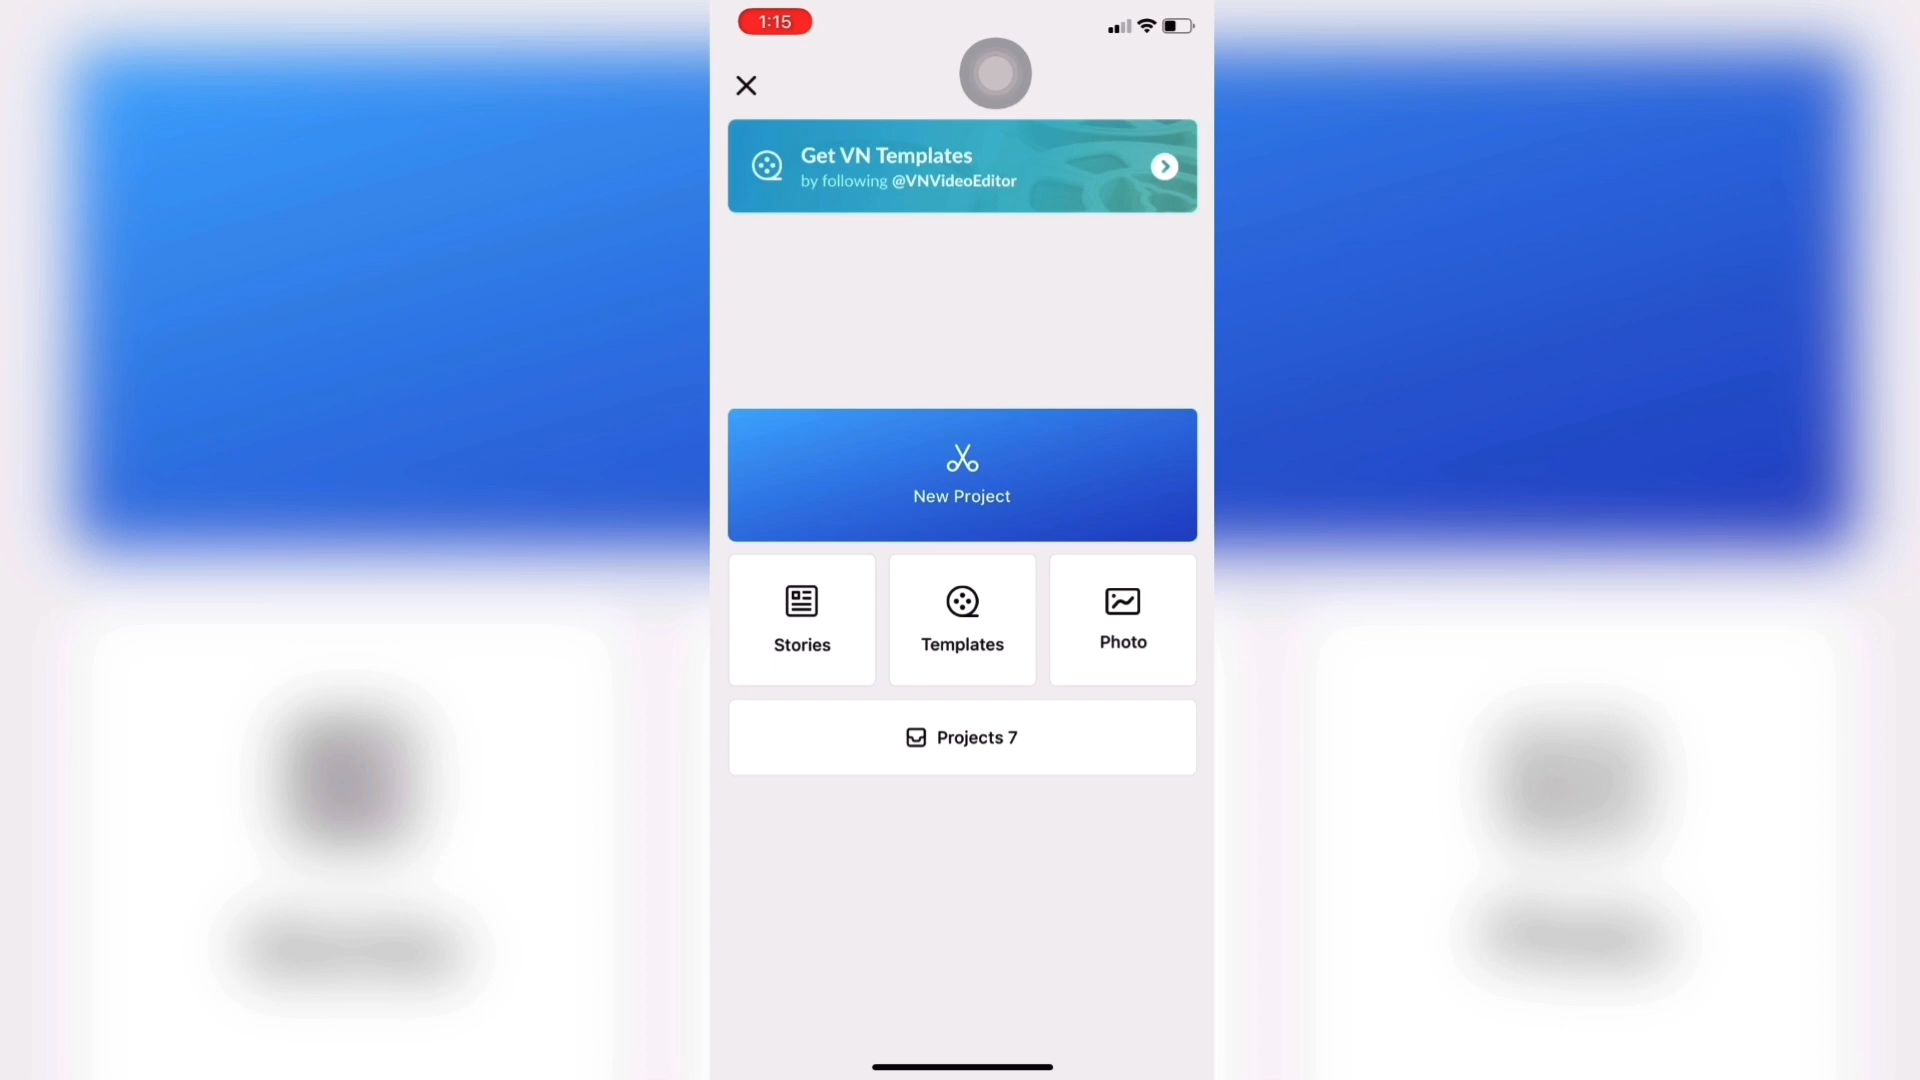 1:15
Get VN Templates
by following @VNVideoEditor
New Project
Stories
Templates
Photo
Projects 7